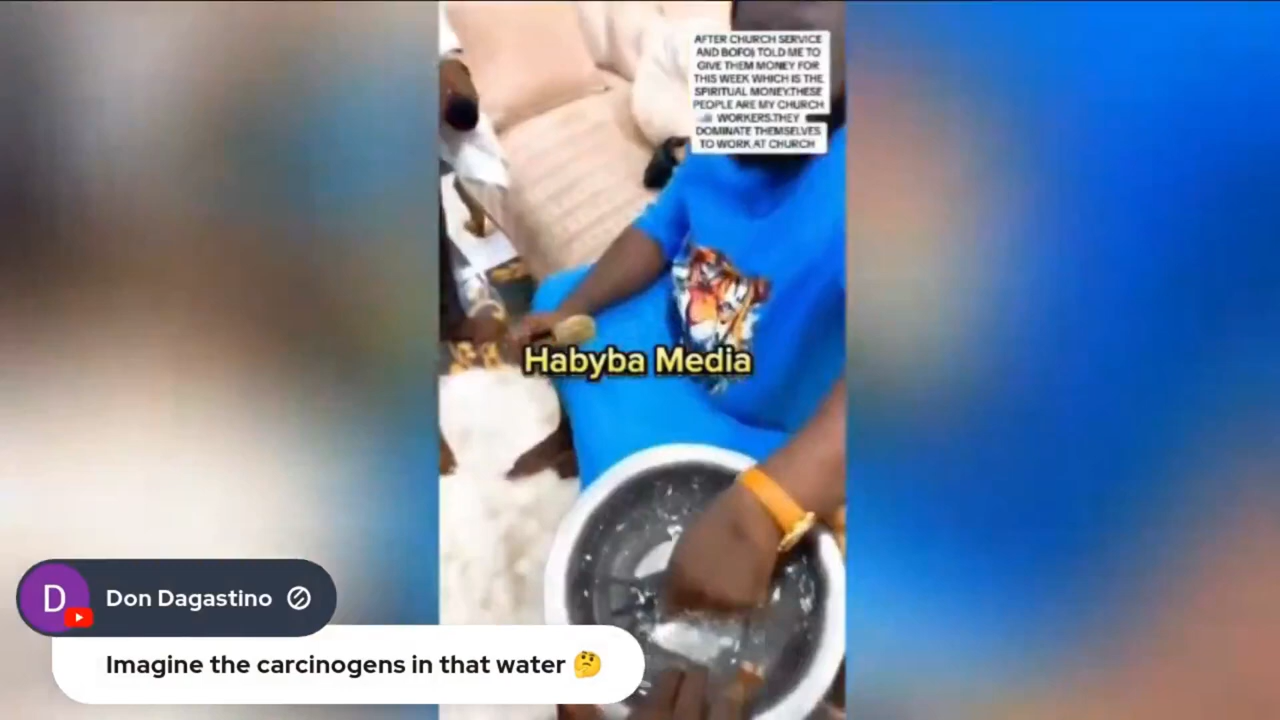 AFTER CHURCH SERVICE
AND BOFO) TOLD ME TO
GIVE THEM MONEY FOR
THIS WEEK WHICH IS THE
SPIRITUAL MONEY.THESE
PEOPLE ARE MY CHURCH
WORKERS.THEY
DOMINATE THEMSELVES
TO WORK AT CHURCH
Habyba Media
D
Don Dagastino
Imagine the carcinogens in that water 🤔